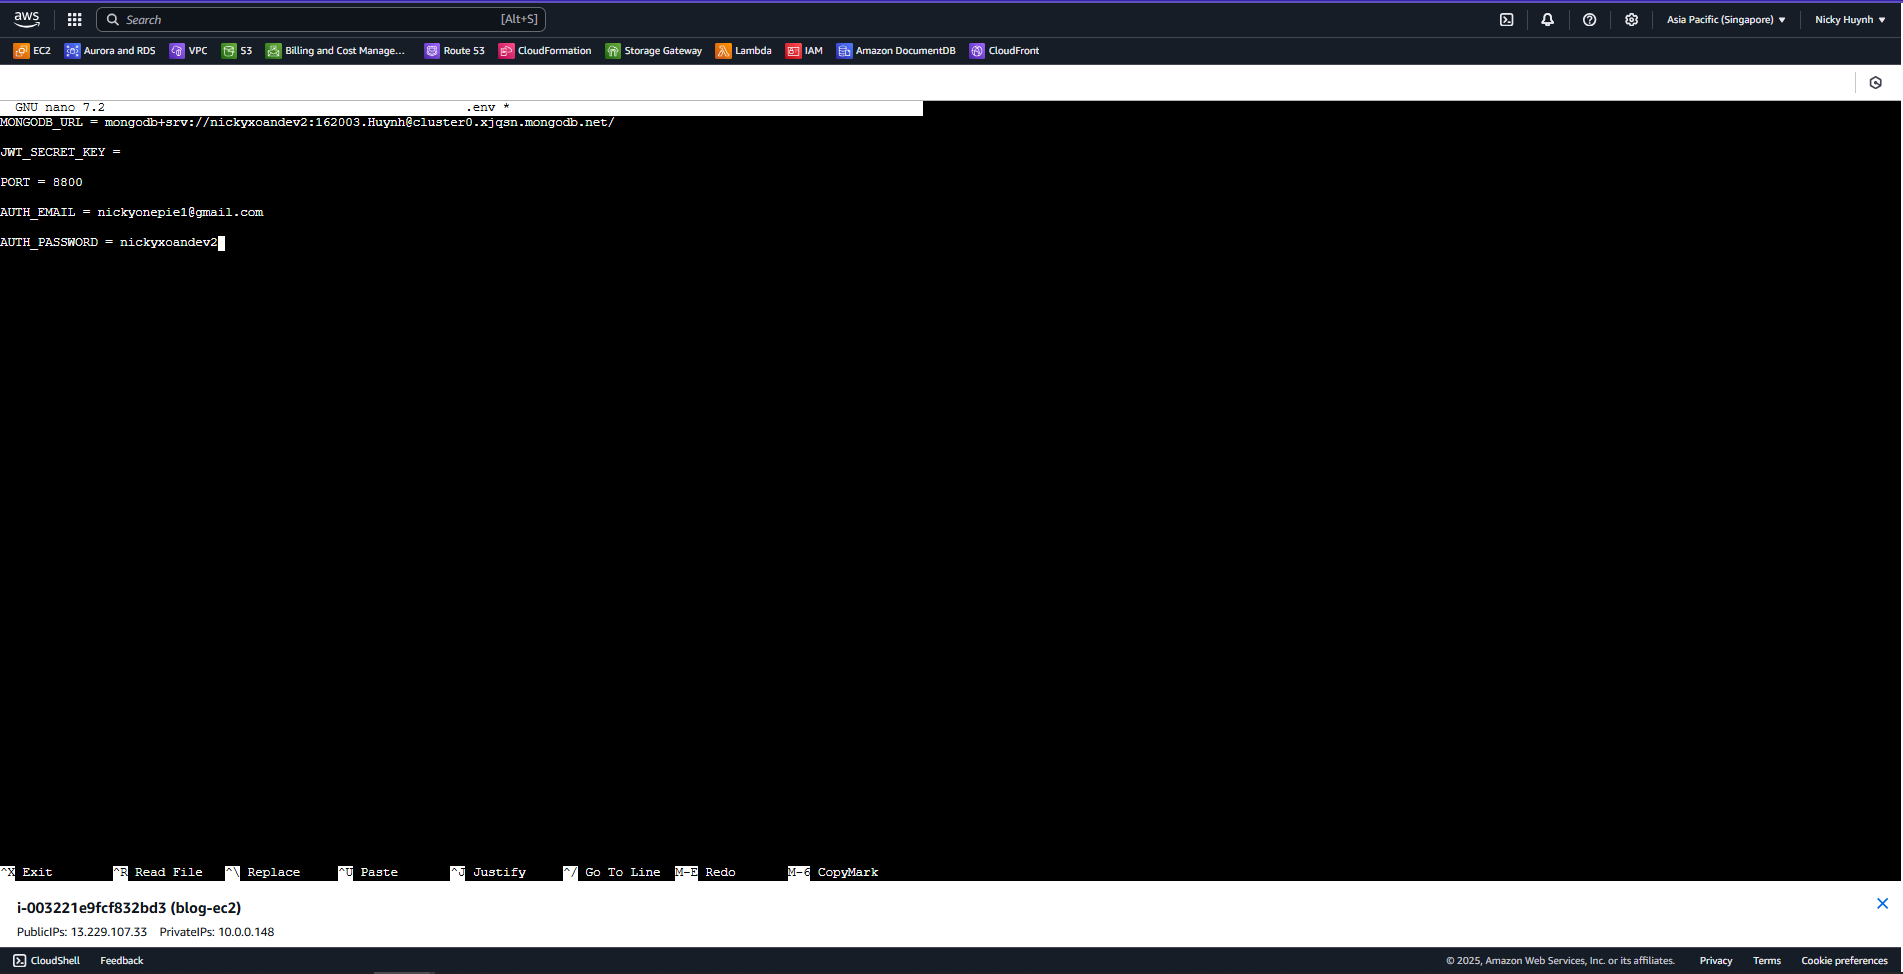 aws Search [Alt+S] Asia Pacific (Singapore) Nicky Huynh
EC2 Aurora and RDS VPC S3 Billing and Cost Manage... Route 53 CloudFormation Storage Gateway Lambda IAM Amazon DocumentDB CloudFront
GNU nano 7.2 .env *
MONGODB_URL = mongodb+srv://nickyxoandev2:162003.Huynh@cluster0.xjqsn.mongodb.net/
JWT_SECRET_KEY =
PORT = 8800
AUTH_EMAIL = nickyonepie1@gmail.com
AUTH_PASSWORD = nickyxoandev2
^X Exit ^R Read File ^\ Replace ^U Paste ^J Justify ^/ Go To Line M-E Redo M-6 CopyMark
i-003221e9fcf832bd3 (blog-ec2)
PublicIPs: 13.229.107.33 PrivateIPs: 10.0.0.148
CloudShell Feedback © 2025, Amazon Web Services, Inc. or its affiliates. Privacy Terms Cookie preferences